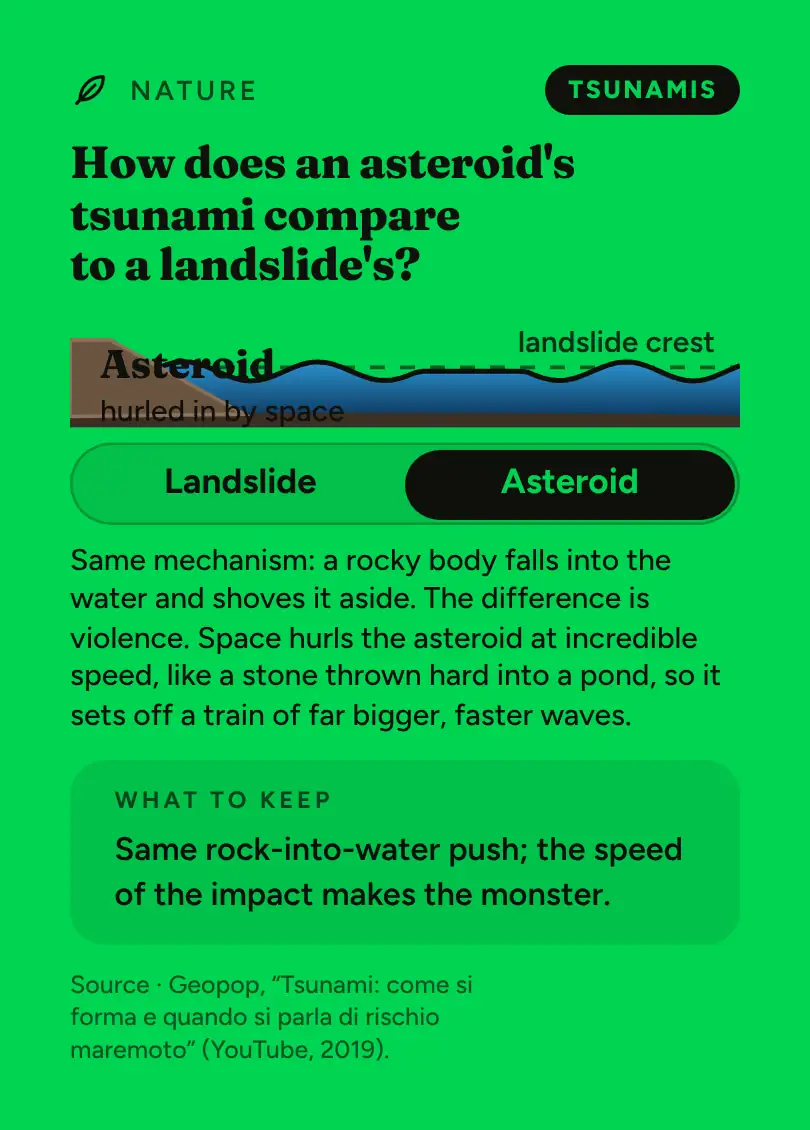 NATURE
TSUNAMIS
How does an asteroid's
tsunami compare
to a landslide's?
landslide crest
Asteroid
hurled in by space
Landslide
Asteroid
Same mechanism: a rocky body falls into the
water and shoves it aside. The difference is
violence. Space hurls the asteroid at incredible
speed, like a stone thrown hard into a pond, so it
sets off a train of far bigger, faster waves.
WHAT TO KEEP
Same rock-into-water push; the speed
of the impact makes the monster.
Source · Geopop, “Tsunami: come si
forma e quando si parla di rischio
maremoto” (YouTube, 2019).